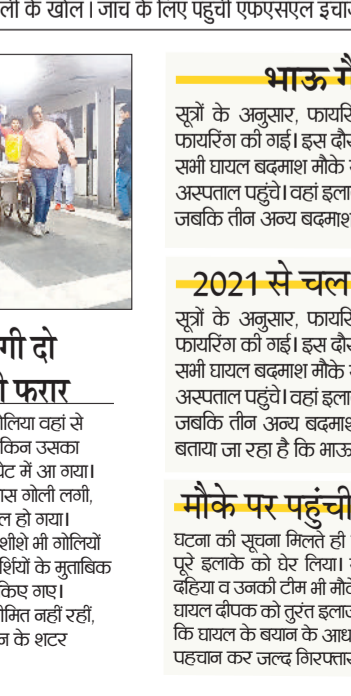 ली के खोल । जांच के लिए पहुंची एफएसएल इंचा
गी दो
फरार
ोलिया वहां से
किन उसका
पेट में आ गया।
ास गोली लगी,
ल हो गया।
शीशे भी गोलियों
र्शियों के मुताबिक
किए गए।
ीमित नहीं रहीं,
न के शटर
भाऊ गै
सूत्रों के अनुसार, फायरि
फायरिंग की गई। इस दौर
सभी घायल बदमाश मौके
अस्पताल पहुंचे। वहां इला
जबकि तीन अन्य बदमाश
2021 से चल
सूत्रों के अनुसार, फायरि
फायरिंग की गई। इस दौर
सभी घायल बदमाश मौके
अस्पताल पहुंचे। वहां इला
जबकि तीन अन्य बदमाश
बताया जा रहा है कि भाऊ
मौके पर पहुंची
घटना की सूचना मिलते ही
पूरे इलाके को घेर लिया।
दहिया व उनकी टीम भी मौके
घायल दीपक को तुरंत इलाज
कि घायल के बयान के आध
पहचान कर जल्द गिरफ्तार